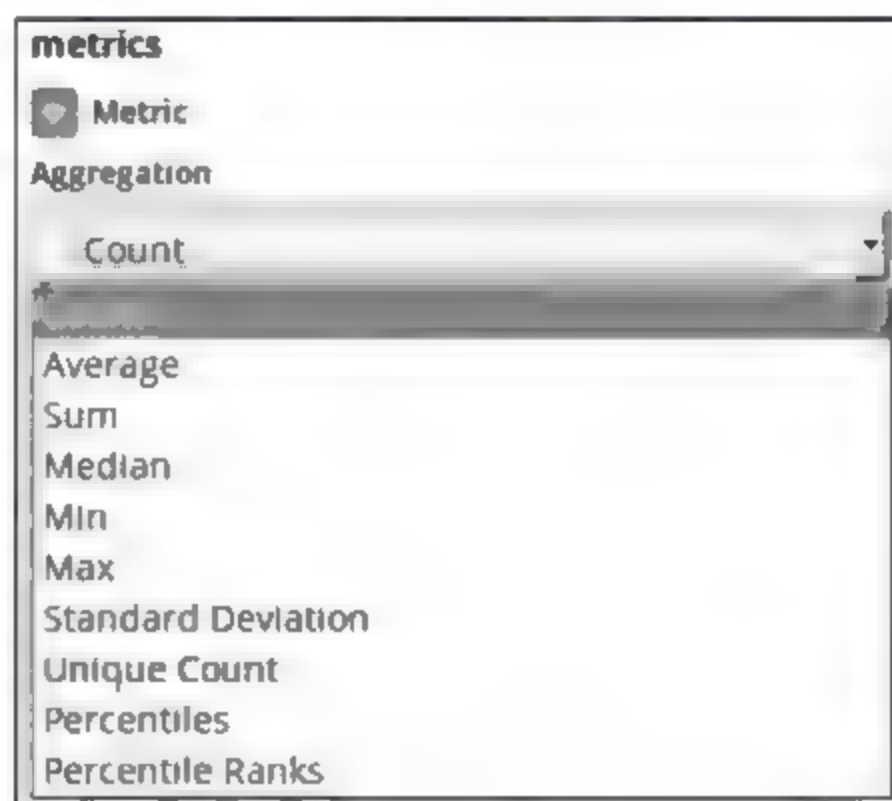 metrics
Metric
Aggregation
Count
Average
Sum
Median
Min
Max
Standard Deviation
Unique Count
Percentiles
Percentile Ranks